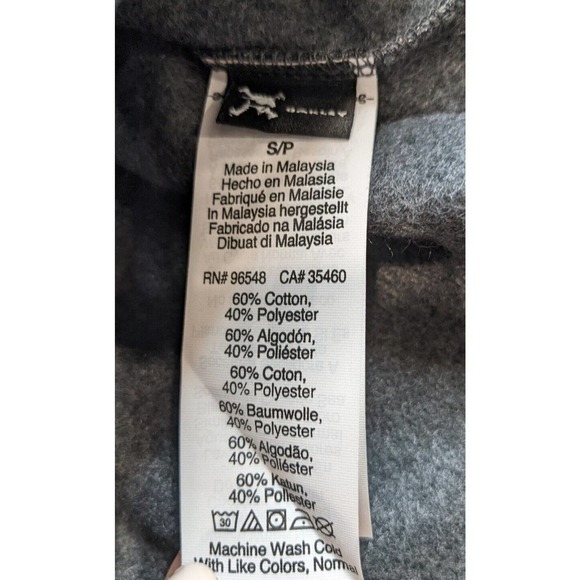 OAKLEY
S/P
Made in Malaysia
Hecho en Malasia
Fabriqué en Malaisie
In Malaysia hergestellt
Fabricado na Malásia
Dibuat di Malaysia
RN# 96548 CA# 35460
60% Cotton,
40% Polyester
60% Algodón,
40% Poliéster
60% Coton,
40% Polyester
60% Baumwolle,
40% Polyester
60% Algodão,
40% Poliéster
60% Katun,
40% Poliester
30
Machine Wash Cold
With Like Colors, Normal